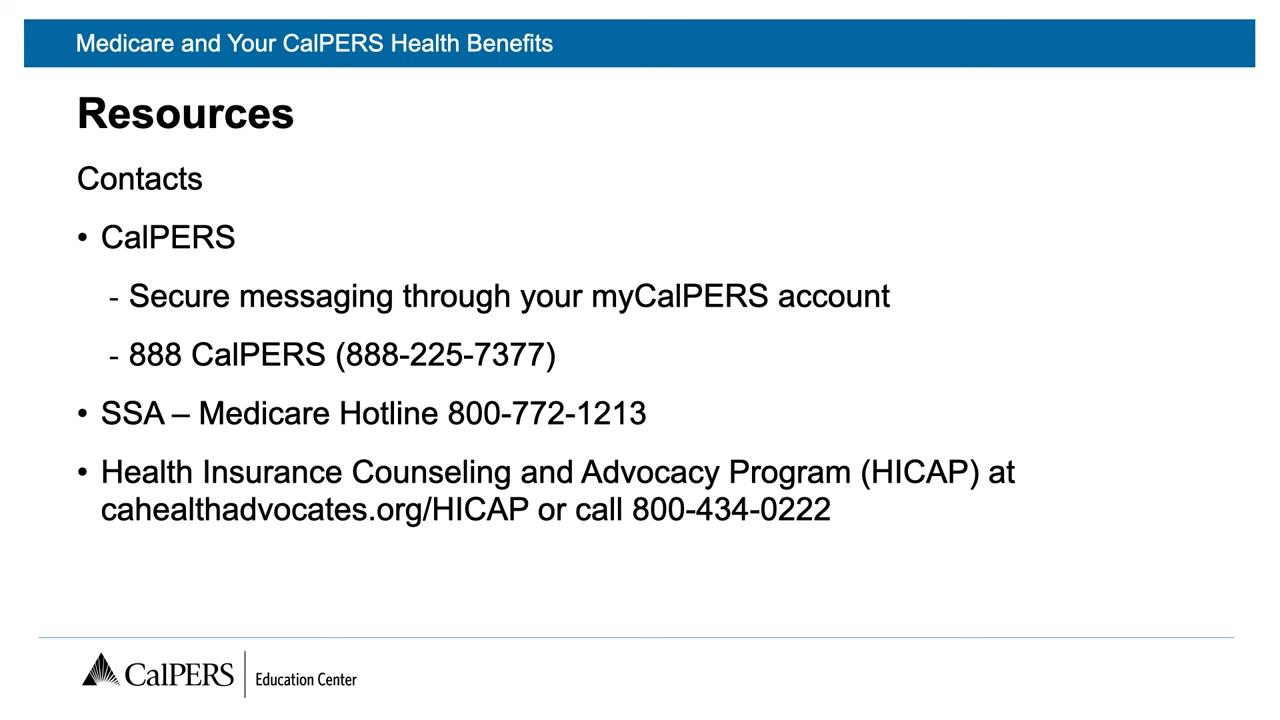 Medicare and Your CalPERS Health Benefits
Resources
Contacts
• CalPERS
- Secure messaging through your myCalPERS account
- 888 CalPERS (888-225-7377)
• SSA – Medicare Hotline 800-772-1213
• Health Insurance Counseling and Advocacy Program (HICAP) at
cahealthadvocates.org/HICAP or call 800-434-0222
CalPERS Education Center